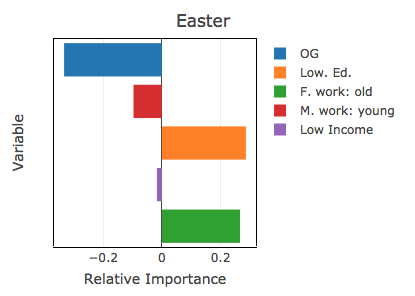 Easter
OG
Low. Ed.
F. work: old
M. work: young
Low Income
Variable
−0.2
0
0.2
Relative Importance